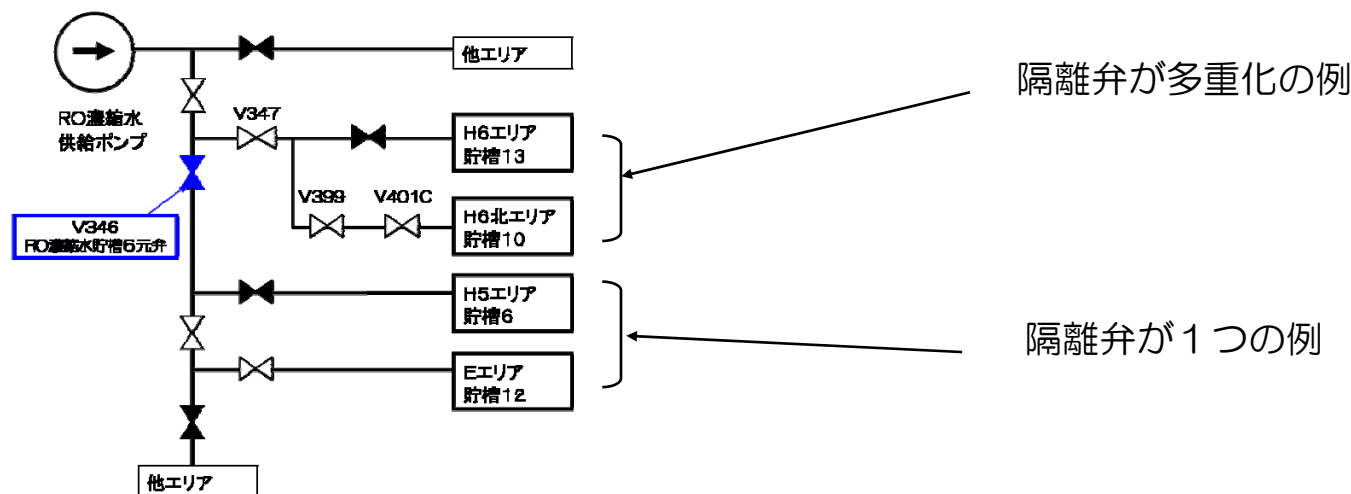 他エリア
RO濃縮水
供給ポンプ
V347
H6エリア
貯槽13
V399
V401C
H6北エリア
貯槽10
V346
RO濃縮水貯槽6元弁
H5エリア
貯槽6
Eエリア
貯槽12
他エリア
隔離弁が多重化の例
隔離弁が１つの例